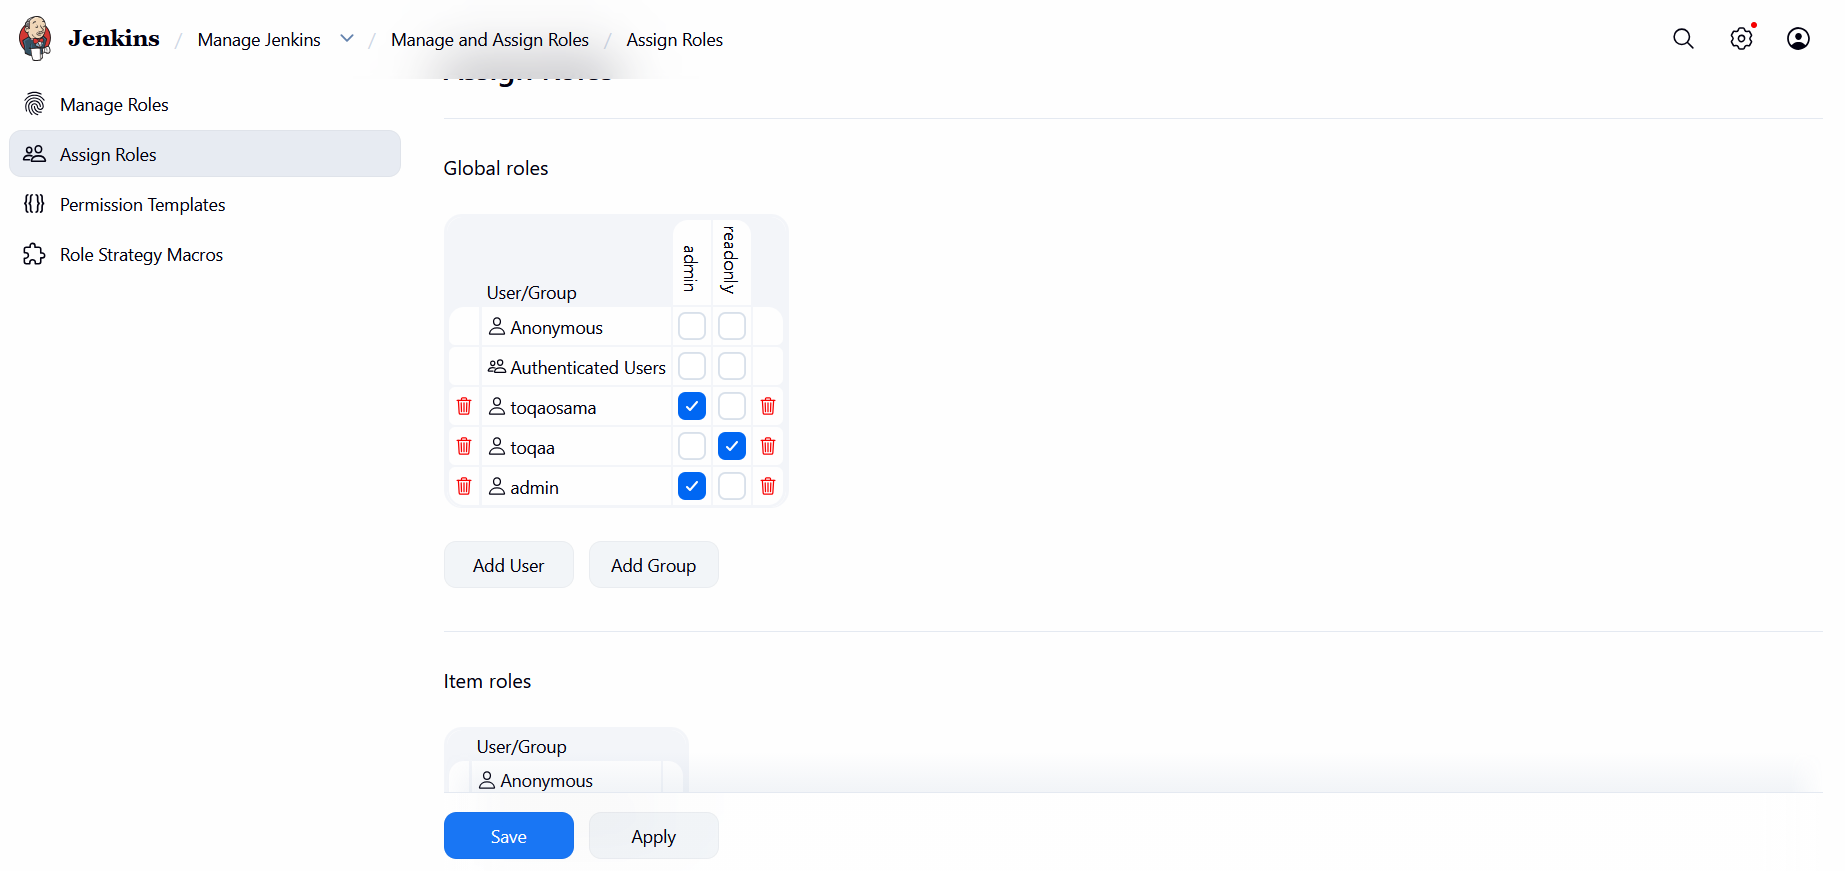 Jenkins / Manage Jenkins / Manage and Assign Roles / Assign Roles
Manage Roles
Assign Roles
Permission Templates
Role Strategy Macros
Assign Roles
Global roles
User/Group admin readonly
Anonymous
Authenticated Users
toqaosama
toqaa
admin
Add User Add Group
Item roles
User/Group
Anonymous
Save Apply